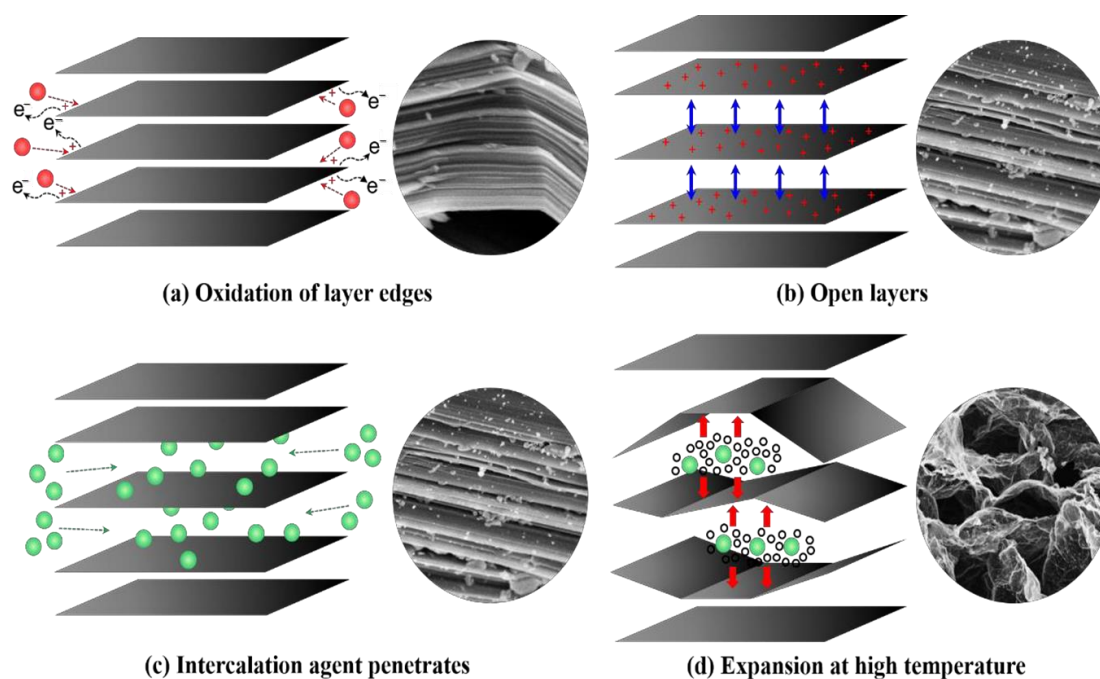 e⁻
e⁻
e⁻
e⁻
e⁻
e⁻
(a) Oxidation of layer edges
(b) Open layers
(c) Intercalation agent penetrates
(d) Expansion at high temperature